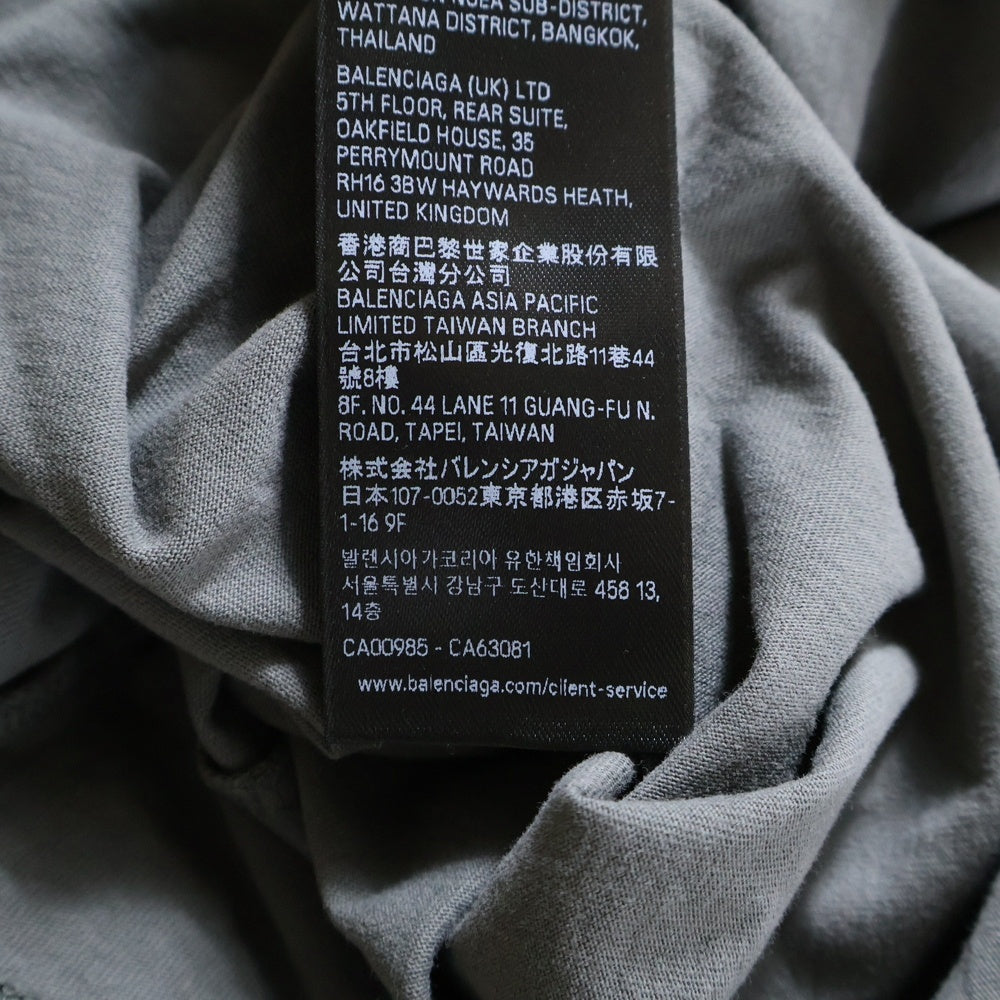 NUEA SUB-DISTRICT,
WATTANA DISTRICT, BANGKOK,
THAILAND
BALENCIAGA (UK) LTD
5TH FLOOR, REAR SUITE,
OAKFIELD HOUSE, 35
PERRYMOUNT ROAD
RH16 3BW HAYWARDS HEATH,
UNITED KINGDOM
香港商巴黎世家企業股份有限
公司台灣分公司
BALENCIAGA ASIA PACIFIC
LIMITED TAIWAN BRANCH
台北市松山區光復北路11巷44
號8樓
8F. NO. 44 LANE 11 GUANG-FU N.
ROAD, TAPEI, TAIWAN
株式会社バレンシアガジャパン
日本107-0052東京都港区赤坂7-
1-16 9F
발렌시아가코리아 유한책임회사
서울특별시 강남구 도산대로 458 13,
14층
CA00985 - CA63081
www.balenciaga.com/client-service